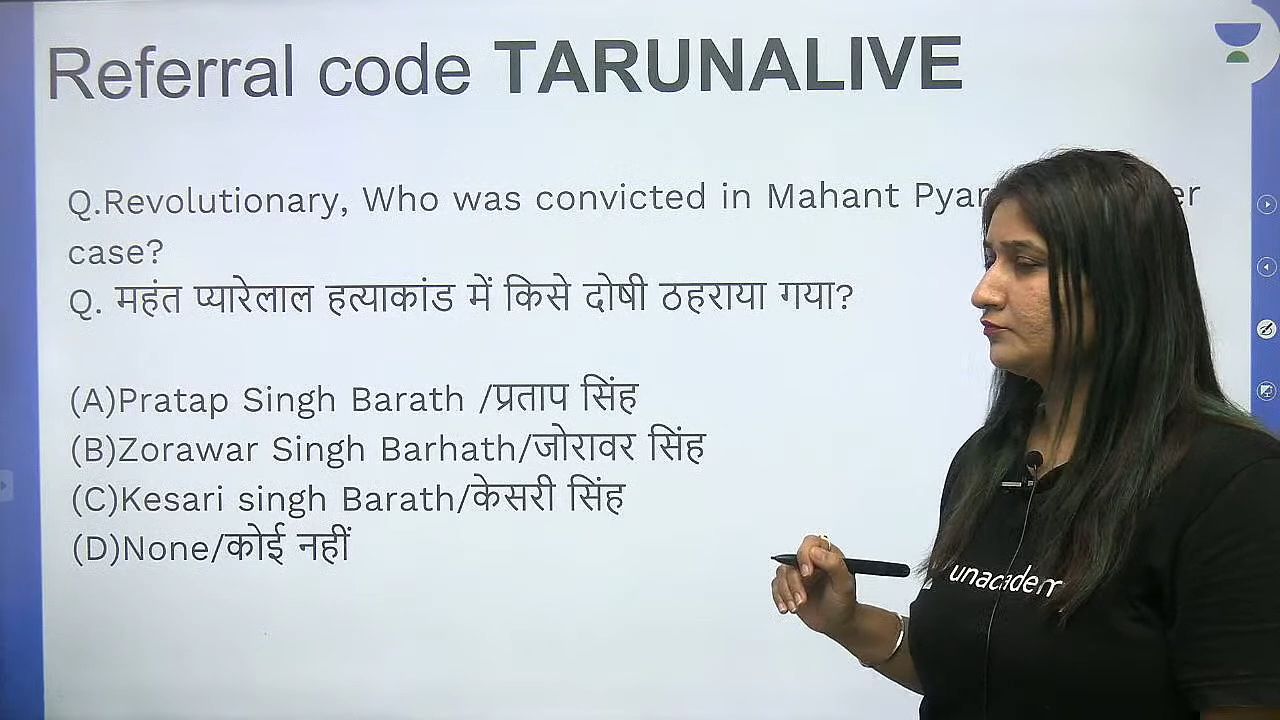 Referral code TARUNALIVE
Q.Revolutionary, Who was convicted in Mahant
case?
Q. महंत प्यारेलाल हत्याकांड में किसे दोषी ठहराया गया?
(A)Pratap Singh Barath /प्रताप सिंह
(B)Zorawar Singh Barhath/जोरावर सिंह
(C)Kesari singh Barath/केसरी सिंह
(D)None/कोई नहीं
unacadem